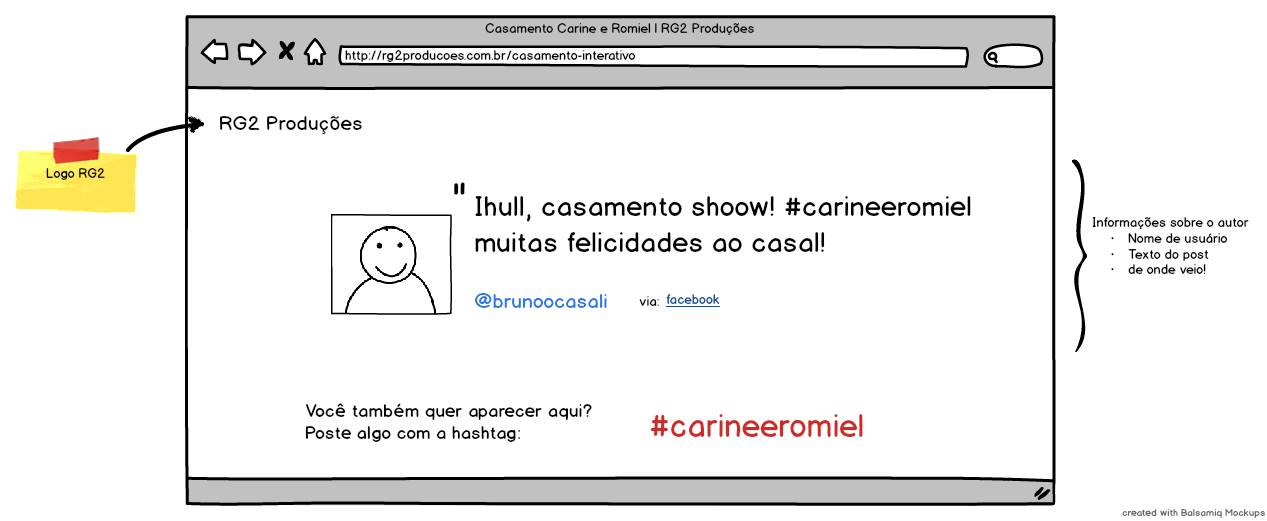 Casamento Carine e Romiel | RG2 Produções
http://rg2producoes.com.br/casamento-interativo
RG2 Produções
Logo RG2
" Ihull, casamento shoow! #carineeromiel
muitas felicidades ao casal!
@brunoocasali via: facebook
Informações sobre o autor
· Nome de usuário
· Texto do post
· de onde veio!
Você também quer aparecer aqui?
Poste algo com a hashtag:
#carineeromiel
created with Balsamiq Mockups